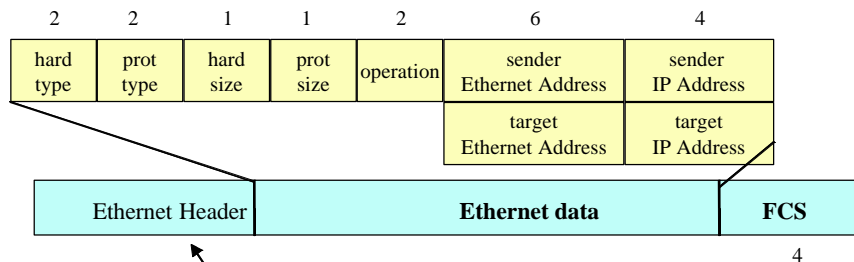 2 2 1 1 2 6 4
hard type prot type hard size prot size operation sender Ethernet Address sender IP Address
target Ethernet Address target IP Address
Ethernet Header Ethernet data FCS
4